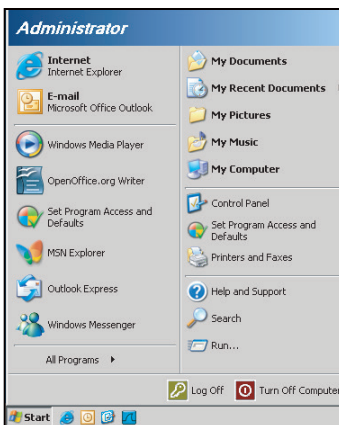 Administrator
Internet
Internet Explorer
E-mail
Microsoft Office Outlook
Windows Media Player
OpenOffice.org Writer
Set Program Access and
Defaults
MSN Explorer
Outlook Express
Windows Messenger
All Programs
My Documents
My Recent Documents
My Pictures
My Music
My Computer
Control Panel
Set Program Access and
Defaults
Printers and Faxes
Help and Support
Search
Run...
Log Off
Turn Off Computer
Start